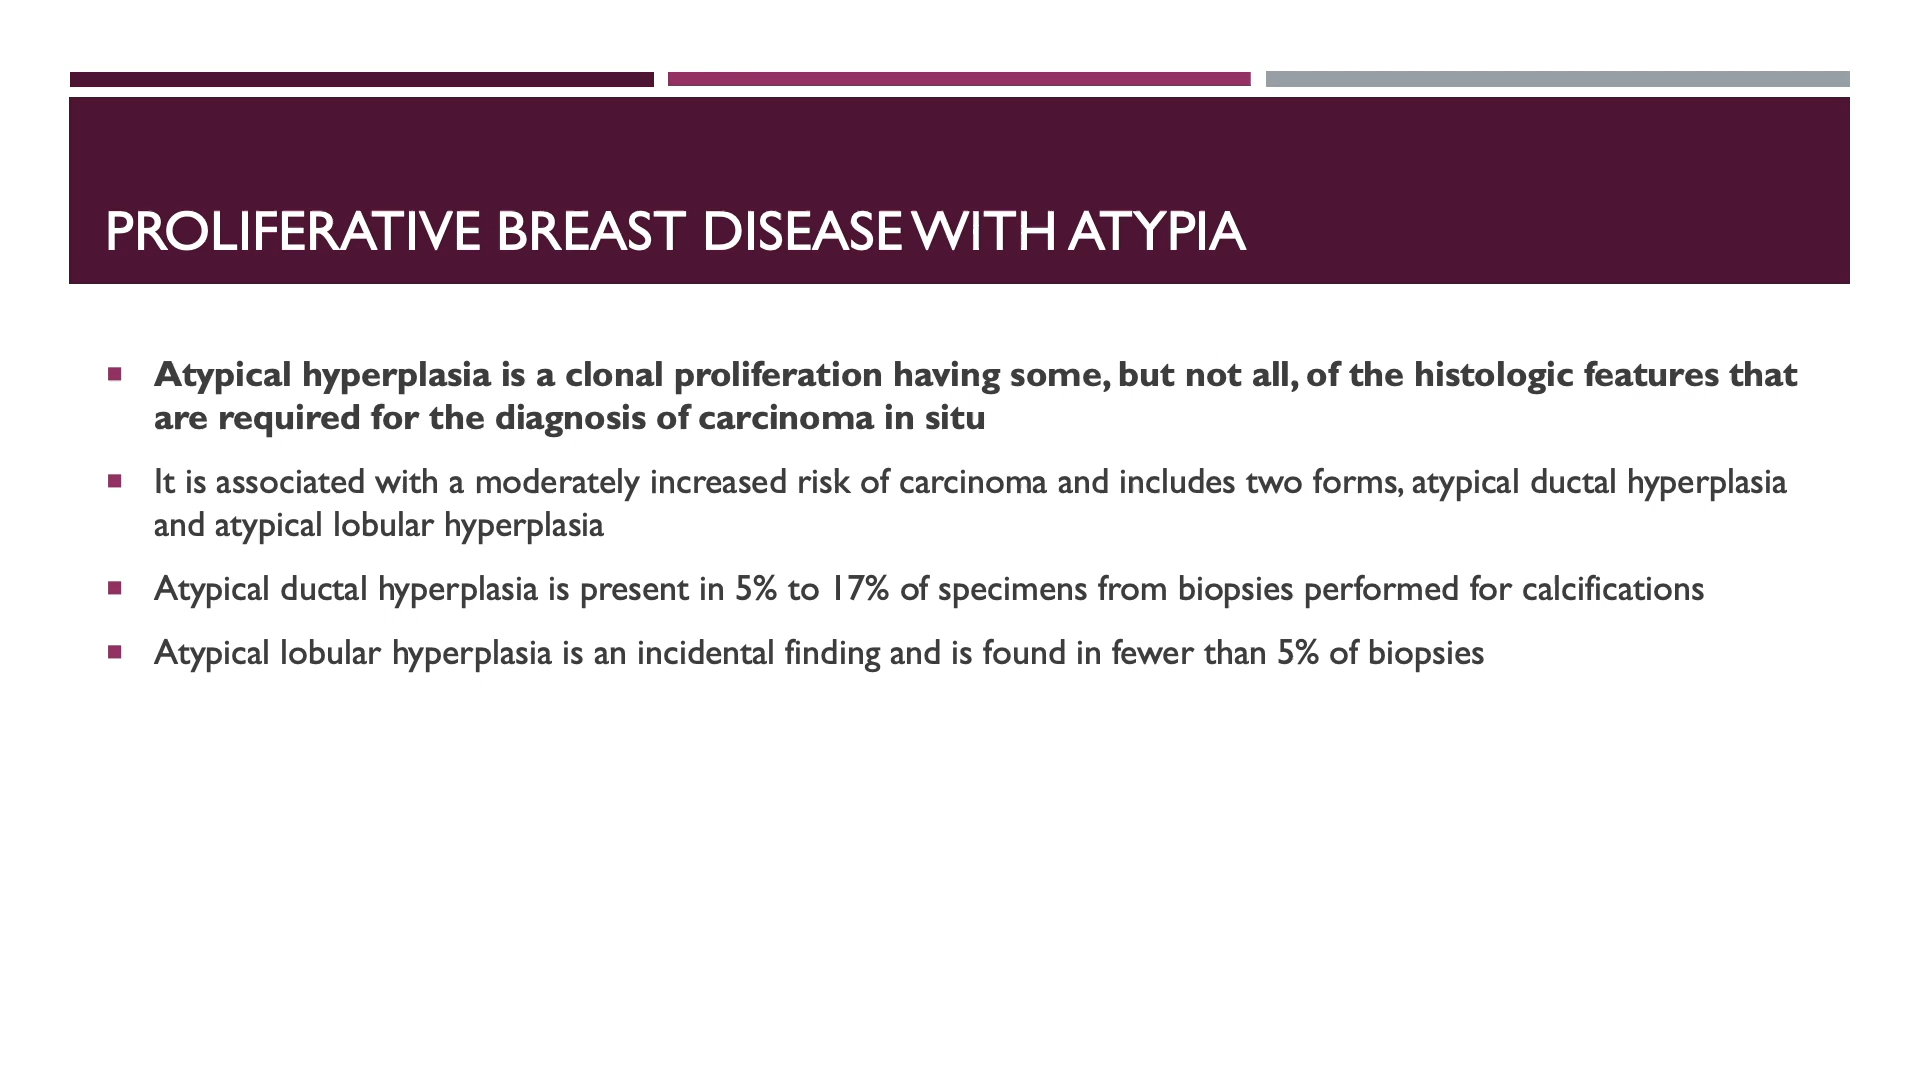 PROLIFERATIVE BREAST DISEASE WITH ATYPIA
Atypical hyperplasia is a clonal proliferation having some, but not all, of the histologic features that
are required for the diagnosis of carcinoma in situ
It is associated with a moderately increased risk of carcinoma and includes two forms, atypical ductal hyperplasia
and atypical lobular hyperplasia
Atypical ductal hyperplasia is present in 5% to 17% of specimens from biopsies performed for calcifications
Atypical lobular hyperplasia is an incidental finding and is found in fewer than 5% of biopsies